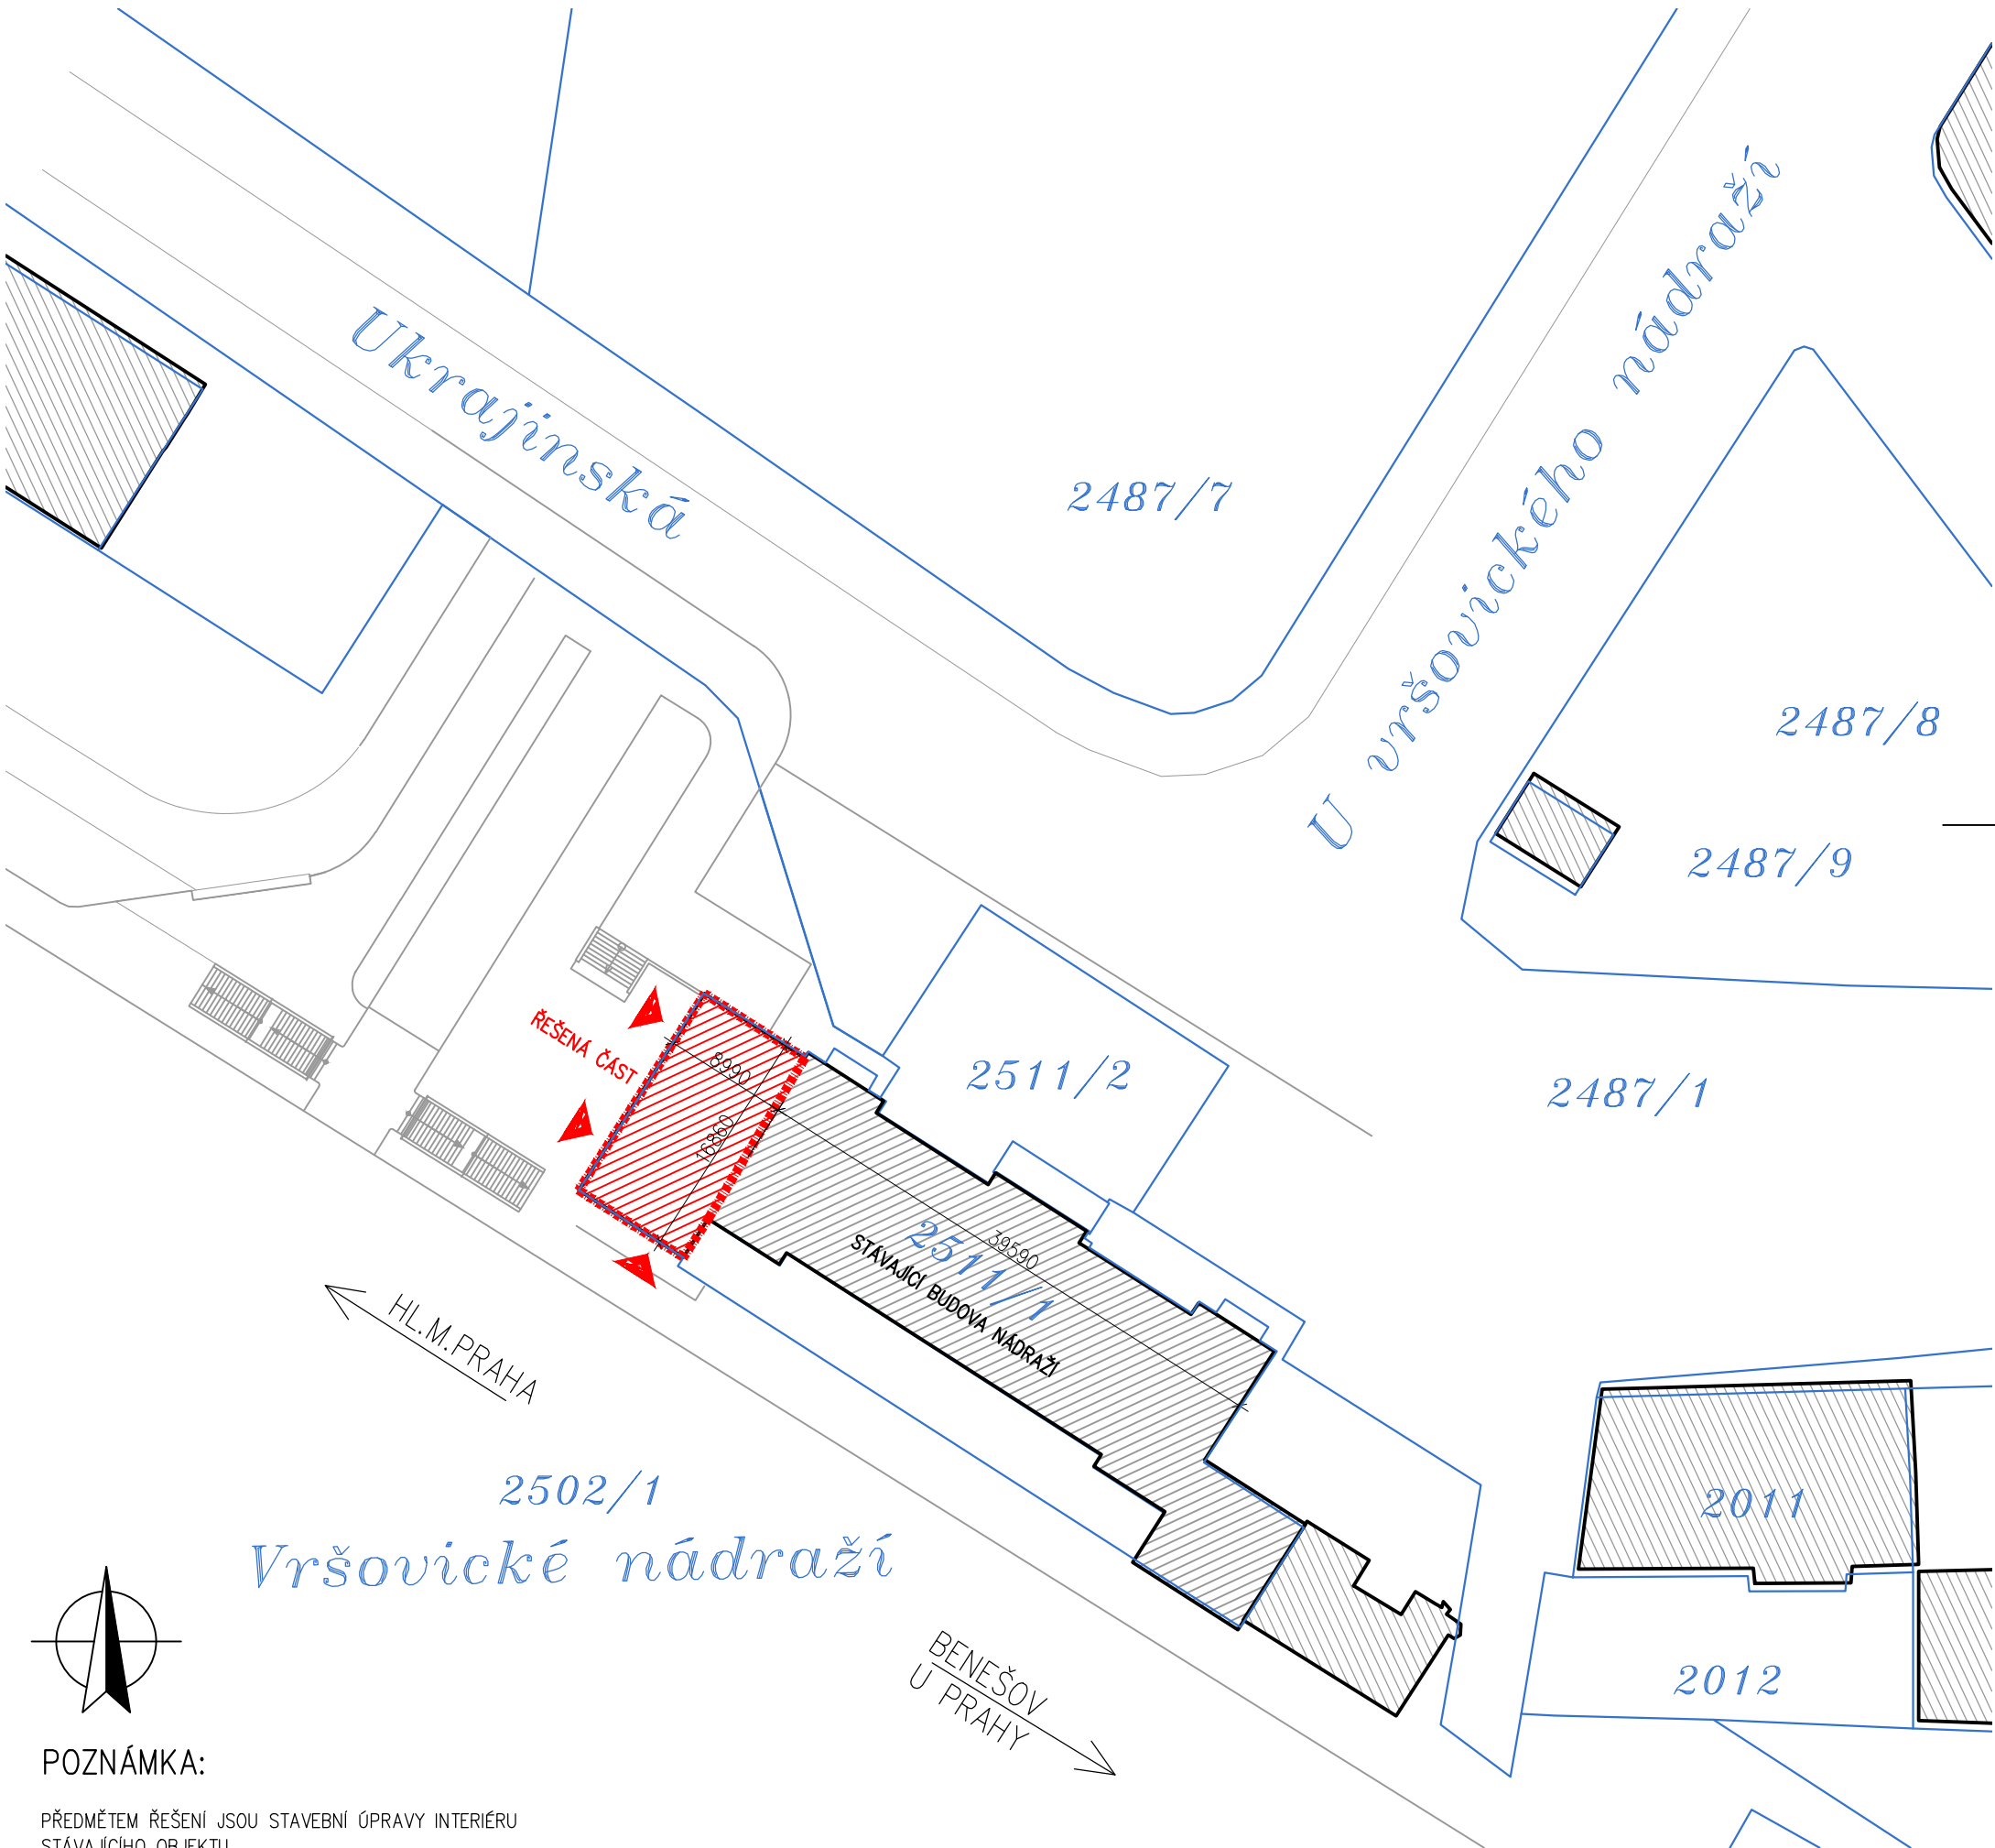 Ukrajinská
U vršovického nádraží
2487/7
2487/8
2487/9
ŘEŠENÁ ČÁST
8990
16860
2511/2
2487/1
2511/1
39590
STÁVAJÍCÍ BUDOVA NÁDRAŽÍ
HL.M.PRAHA
2502/1
Vršovické nádraží
2011
2012
BENEŠOV
U PRAHY
POZNÁMKA:
PŘEDMĚTEM ŘEŠENÍ JSOU STAVEBNÍ ÚPRAVY INTERIÉRU
STÁVAJÍCÍHO OBJEKTU